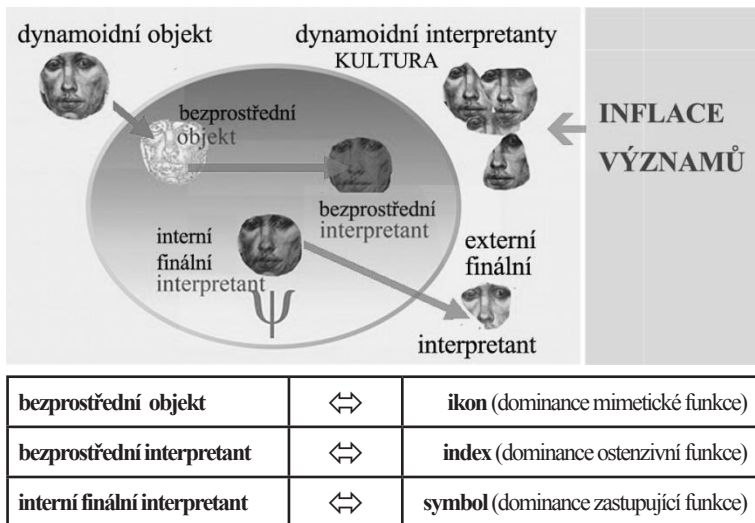 dynamoidní objekt
dynamoidní interpretanty
KULTURA
bezprostřední
objekt
INFLACE
VÝZNAMŮ
bezprostřední
interpretant
interní
finální
interpretant
Ψ
externí
finální
interpretant
bezprostřední objekt ⇔ ikon (dominance mimetické funkce)
bezprostřední interpretant ⇔ index (dominance ostenzivní funkce)
interní finální interpretant ⇔ symbol (dominance zastupující funkce)